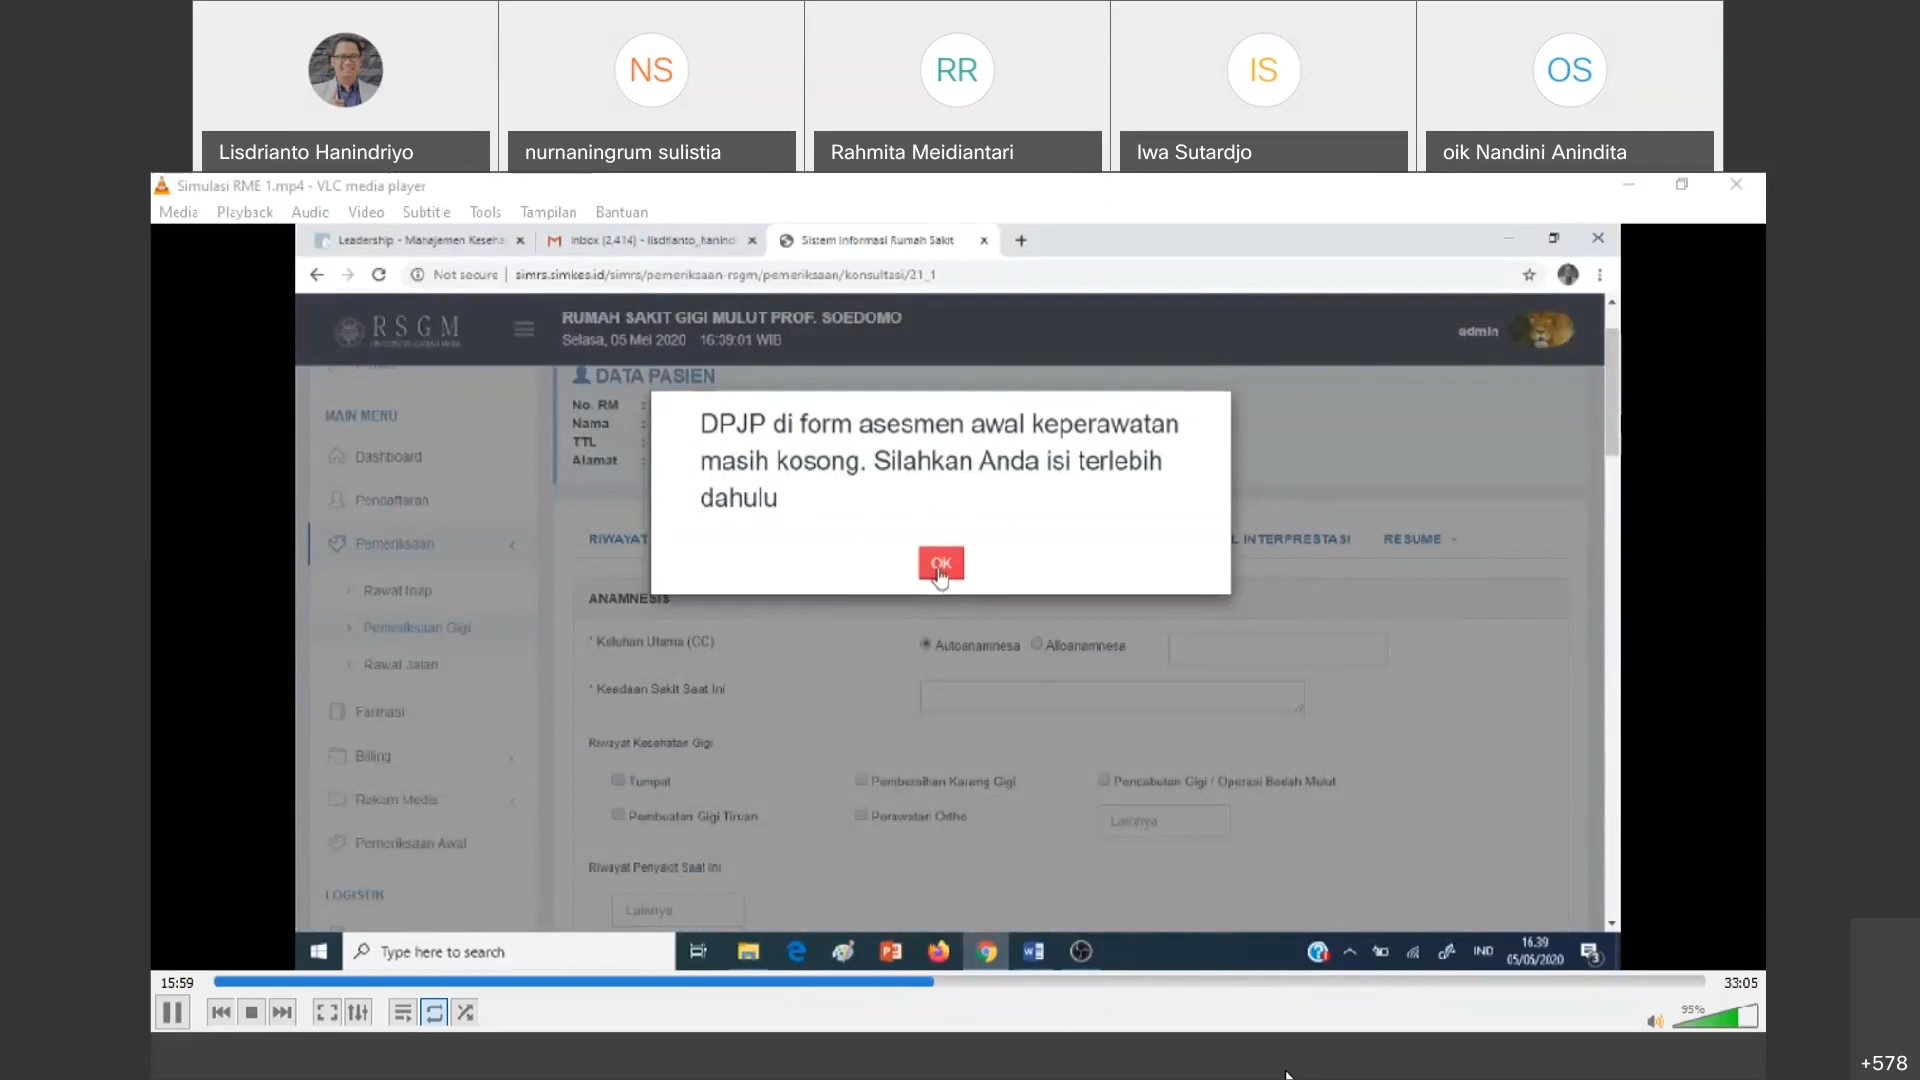 NS
RR
IS
OS
Lisdrianto Hanindriyo
nurnaningrum sulistia
Rahmita Meidiantari
Iwa Sutardjo
oik Nandini Anindita
Simulasi RME 1.mp4 - VLC media player
Media Playback Audio Video Subtitle Tools Tampilan Bantuan
Leadership - Manajemen Keseha
Inbox (2,414) - lisdrianto_hanind
Sistem Informasi Rumah Sakit
Not secure | simrs.simkes.id/simrs/pemeriksaan-rsgm/pemeriksaan/konsultasi/21_1
RSGM
RUMAH SAKIT GIGI MULUT PROF. SOEDOMO
Selasa, 05 Mei 2020 16:39:01 WIB
admin
DATA PASIEN
No. RM :
Nama :
TTL :
Alamat :
DPJP di form asesmen awal keperawatan
masih kosong. Silahkan Anda isi terlebih
dahulu
OK
MAIN MENU
Dashboard
Pendaftaran
Pemeriksaan
Rawat Inap
Pemeriksaan Gigi
Rawat Jalan
Farmasi
Billing
Rekam Medis
Pemeriksaan Awal
LOGISTIK
RIWAYAT
L INTERPRESTASI
RESUME
ANAMNESIS
* Keluhan Utama (CC)
Autoanamnesa Alloanamnesa
* Keadaan Sakit Saat Ini
Riwayat Kesehatan Gigi
Tumpat
Pembersihan Karang Gigi
Pencabutan Gigi / Operasi Bedah Mulut
Pembuatan Gigi Tiruan
Perawatan Ortho
Lainnya
Riwayat Penyakit Saat Ini
Lainnya
Type here to search
IND
16.39
05/05/2020
3
15:59
33:05
95%
+578